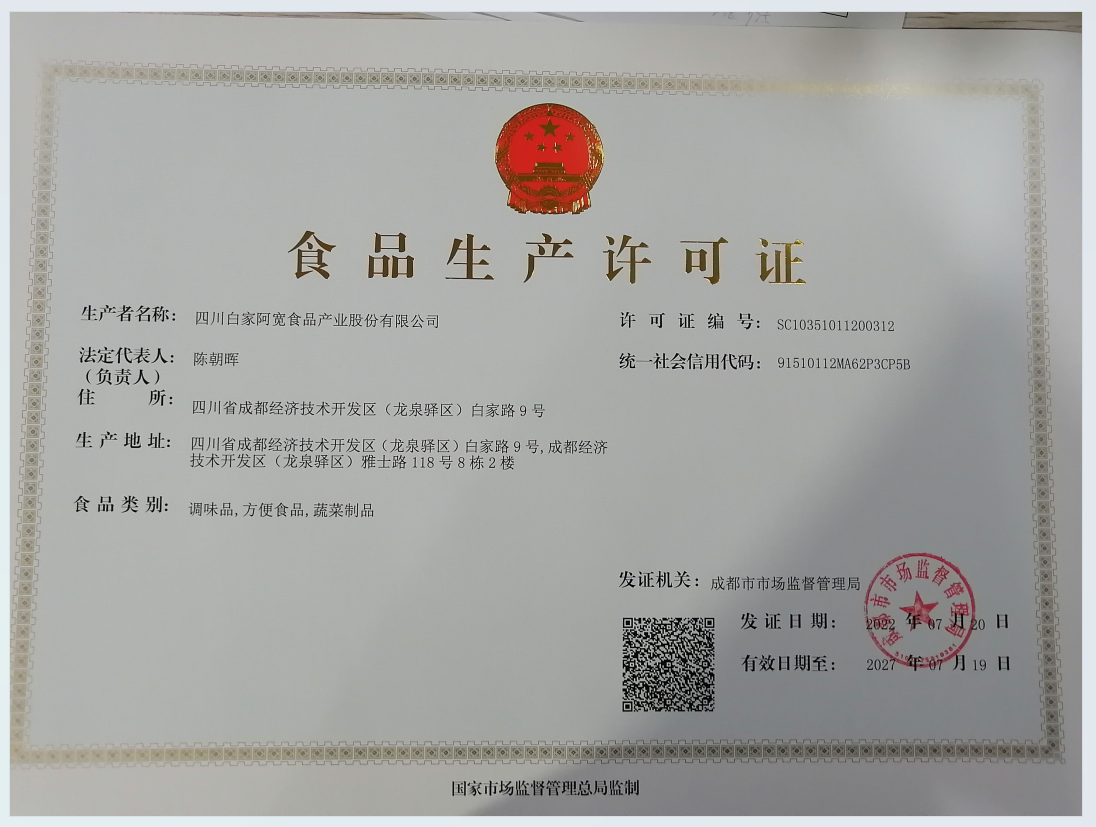 食品生产许可证
生产者名称： 四川白家阿宽食品产业股份有限公司
许可证编号： SC10351011200312
法定代表人： 陈朝晖
（负责人）
统一社会信用代码： 91510112MA62P3CP5B
住所： 四川省成都经济技术开发区（龙泉驿区）白家路9号
生产地址： 四川省成都经济技术开发区（龙泉驿区）白家路9号,成都经济
技术开发区（龙泉驿区）雅士路118号8栋2楼
食品类别： 调味品,方便食品,蔬菜制品
发证机关： 成都市市场监督管理局
成都市市场监督管理局
发证日期： 2022年07月20日
有效日期至： 2027年07月19日
国家市场监督管理总局监制